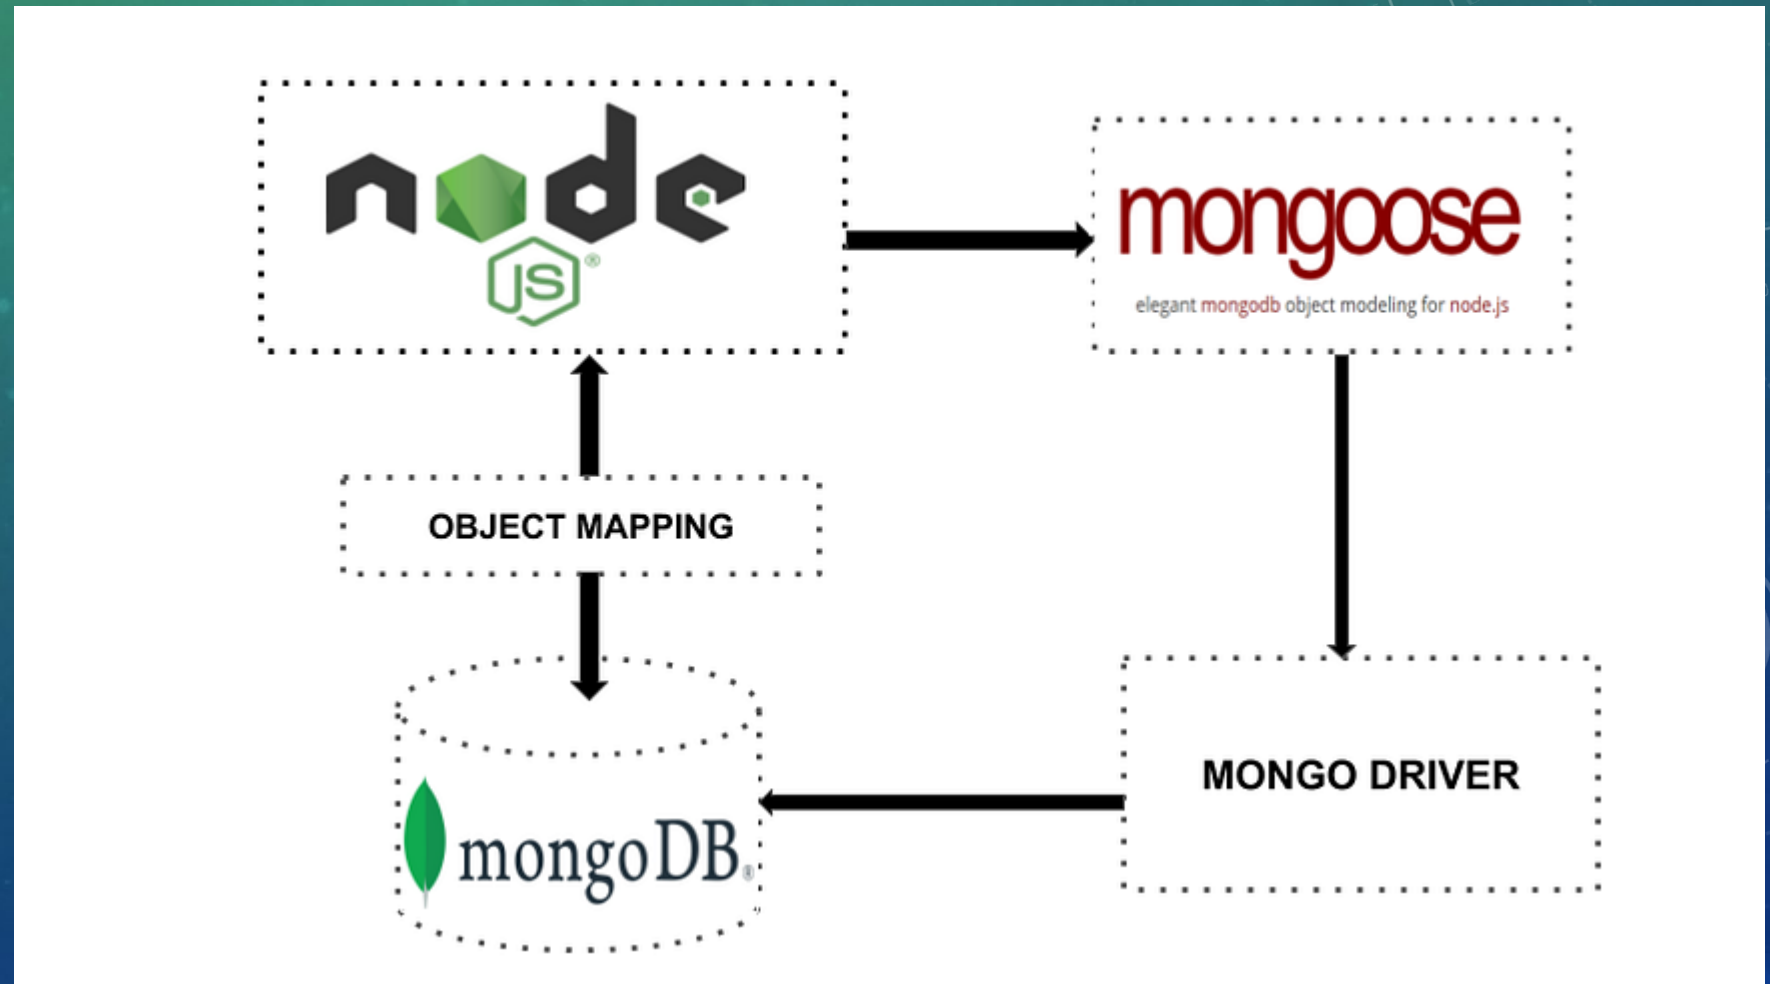 node
JS®
mongoose
elegant mongodb object modeling for node.js
OBJECT MAPPING
mongoDB®
MONGO DRIVER